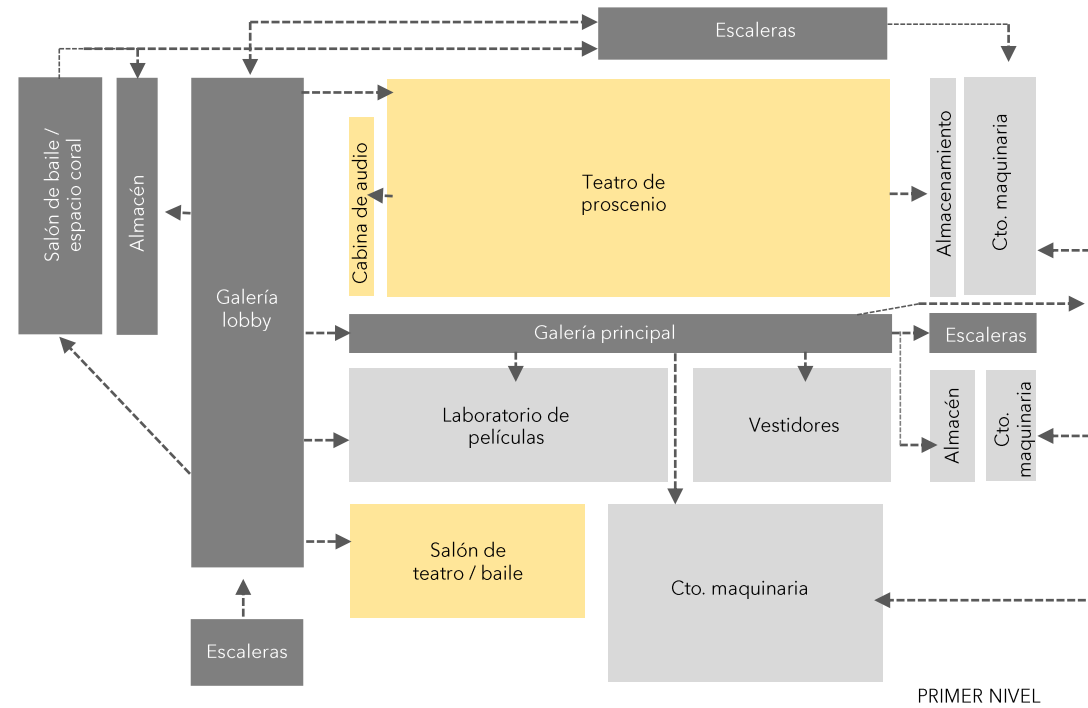 Escaleras
Salón de baile /
espacio coral
Almacén
Galería
lobby
Cabina de audio
Teatro de
proscenio
Almacenamiento
Cto. maquinaria
Galería principal
Escaleras
Laboratorio de
películas
Vestidores
Almacén
Cto.
maquinaria
Salón de
teatro / baile
Cto. maquinaria
Escaleras
PRIMER NIVEL